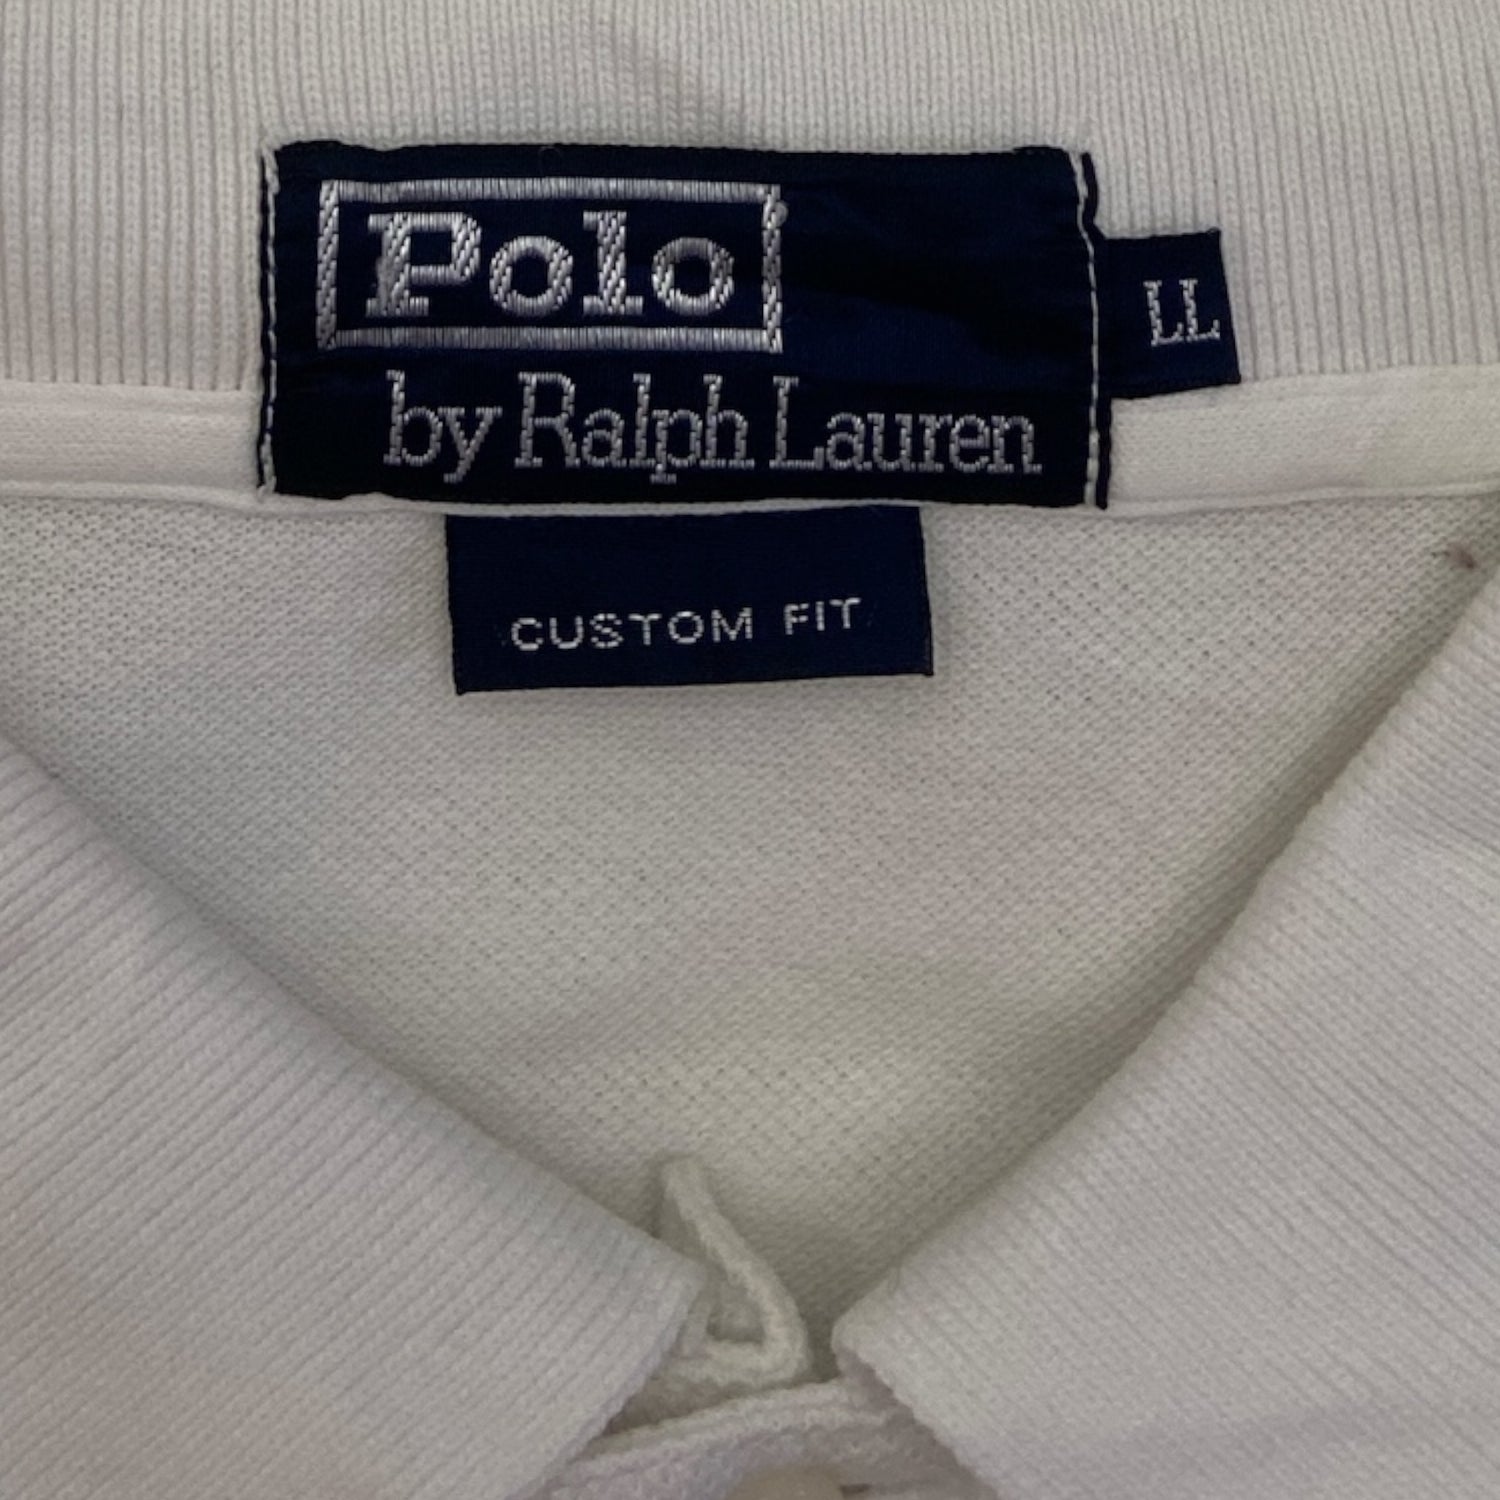 Polo
by Ralph Lauren
LL
CUSTOM FIT